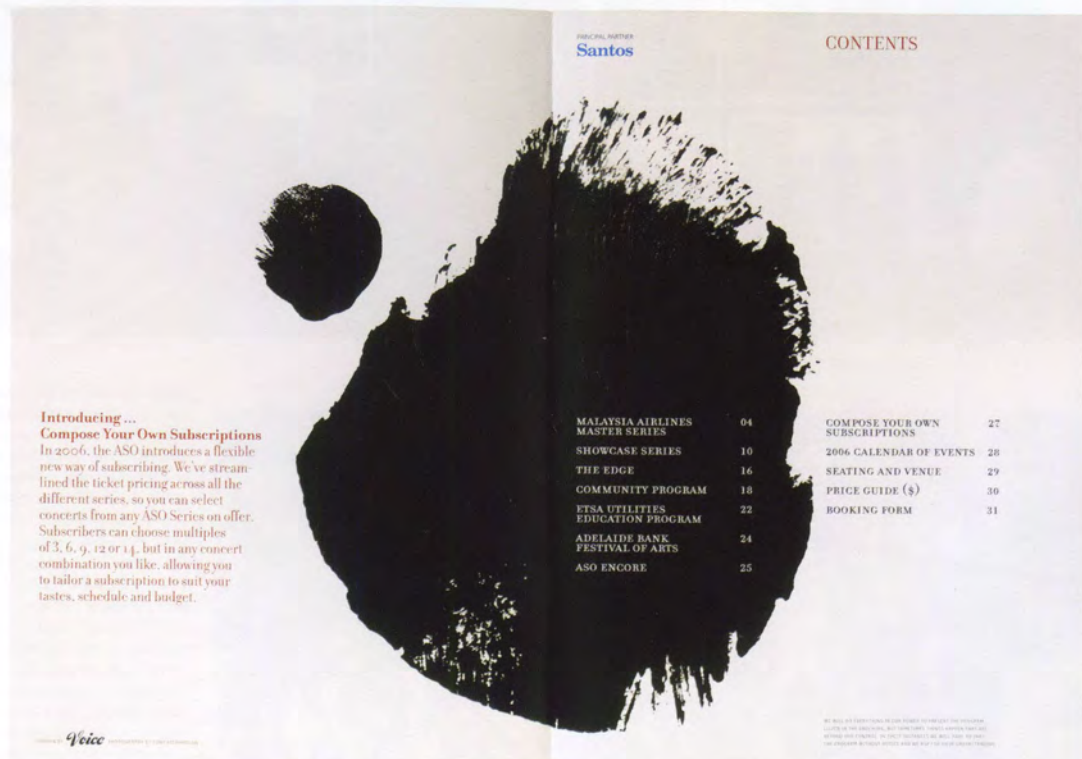 PRINCIPAL PARTNER
Santos
CONTENTS
Introducing ...
Compose Your Own Subscriptions
In 2006, the ASO introduces a flexible
new way of subscribing. We've stream-
lined the ticket pricing across all the
different series, so you can select
concerts from any ASO Series on offer.
Subscribers can choose multiples
of 3, 6, 9, 12 or 14, but in any concert
combination you like, allowing you
to tailor a subscription to suit your
tastes, schedule and budget.
MALAYSIA AIRLINES 04
MASTER SERIES
SHOWCASE SERIES 10
THE EDGE 16
COMMUNITY PROGRAM 18
ETSA UTILITIES 22
EDUCATION PROGRAM
ADELAIDE BANK 24
FESTIVAL OF ARTS
ASO ENCORE 25
COMPOSE YOUR OWN 27
SUBSCRIPTIONS
2006 CALENDAR OF EVENTS 28
SEATING AND VENUE 29
PRICE GUIDE ($) 30
BOOKING FORM 31
Voice